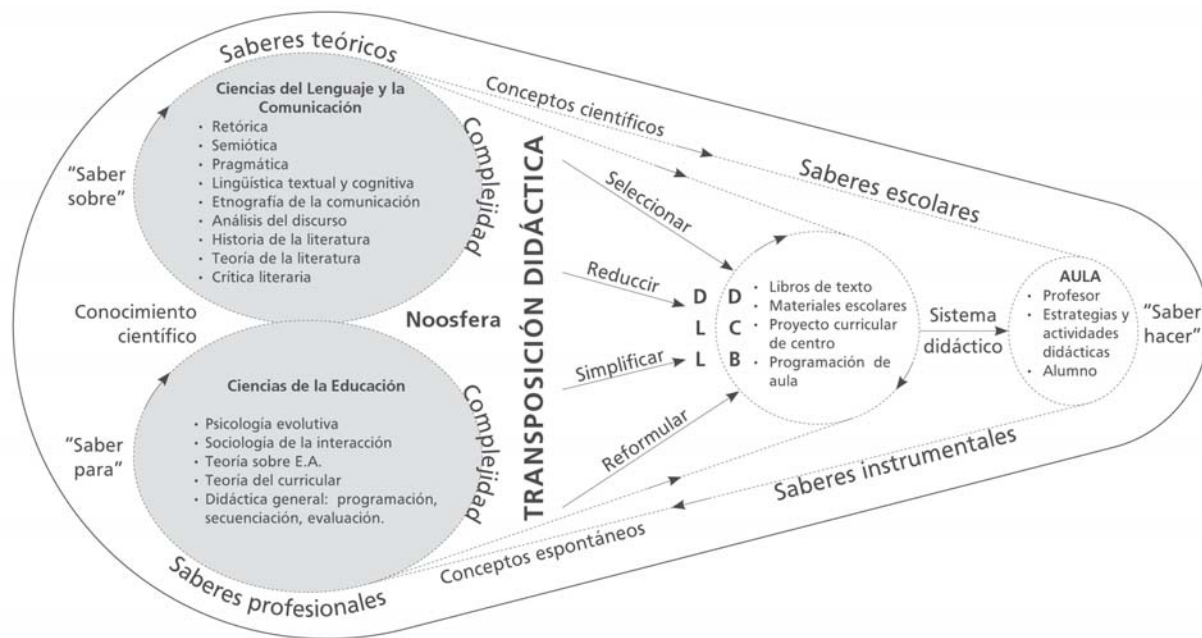 Saberes teóricos
Ciencias del Lenguaje y la
Comunicación
• Retórica
• Semiótica
• Pragmática
• Lingüística textual y cognitiva
• Etnografía de la comunicación
• Análisis del discurso
• Historia de la literatura
• Teoría de la literatura
• Crítica literaria
"Saber
sobre"
Complejidad
Conocimiento
científico
Noosfera
Ciencias de la Educación
• Psicología evolutiva
• Sociología de la interacción
• Teoría sobre E.A.
• Teoría del curricular
• Didáctica general: programación,
secuenciación, evaluación.
"Saber
para"
Complejidad
Saberes profesionales
TRANSPOSICIÓN DIDÁCTICA
Conceptos científicos
Seleccionar
Reduccir
Simplificar
Reformular
Conceptos espontáneos
Saberes escolares
D D
L C
L B
• Libros de texto
• Materiales escolares
• Proyecto curricular
de centro
• Programación de
aula
Sistema
didáctico
AULA
• Profesor
• Estrategias y
actividades
didácticas
• Alumno
"Saber
hacer"
Saberes instrumentales